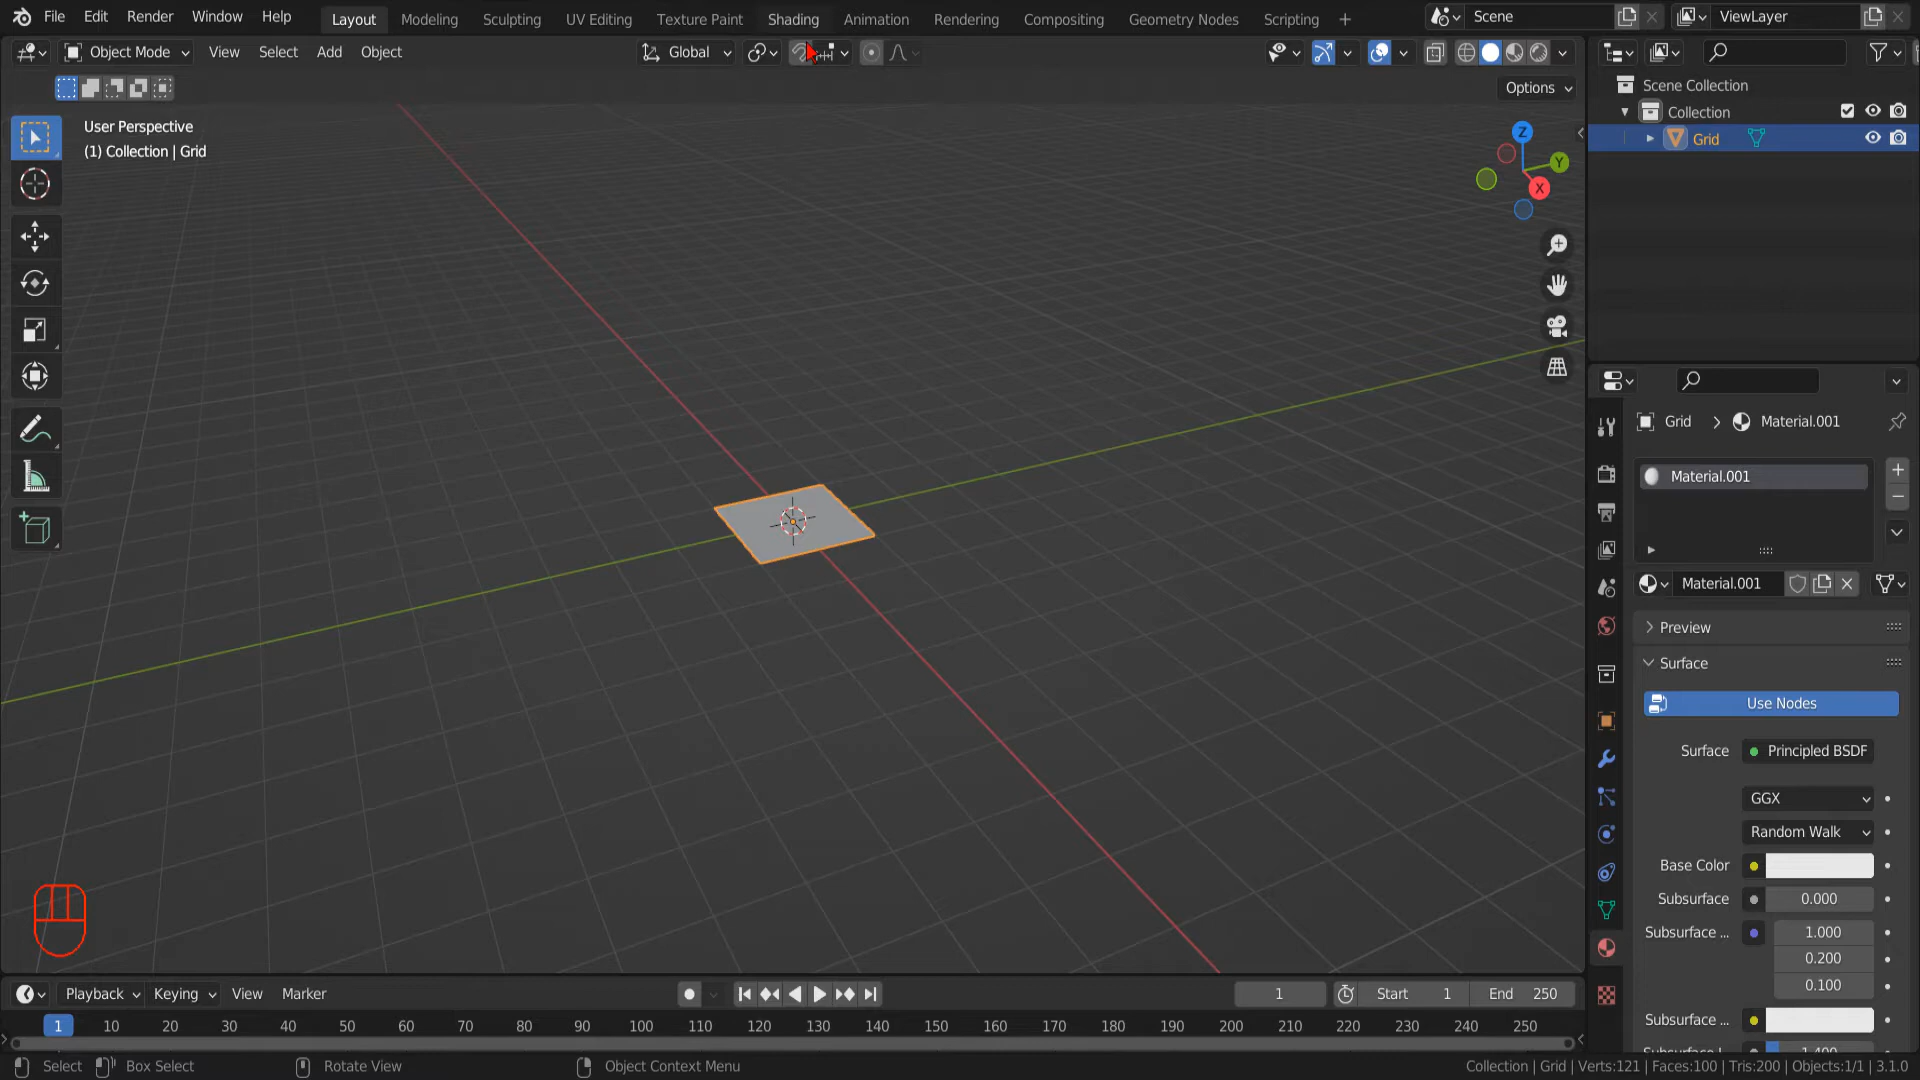 File Edit Render Window Help Layout Modeling Sculpting UV Editing Texture Paint Shading Animation Rendering Compositing Geometry Nodes Scripting + Scene ViewLayer
Object Mode View Select Add Object Global
Options
User Perspective
(1) Collection | Grid
Z
Y
X
Scene Collection
Collection
Grid
Grid > Material.001
Material.001
Material.001
Preview
Surface
Use Nodes
Surface Principled BSDF
GGX
Random Walk
Base Color
Subsurface 0.000
Subsurface ... 1.000
0.200
0.100
Subsurface ...
Playback Keying View Marker 1 Start 1 End 250
1 10 20 30 40 50 60 70 80 90 100 110 120 130 140 150 160 170 180 190 200 210 220 230 240 250
Select Box Select Rotate View Object Context Menu Collection | Grid | Verts:121 | Faces:100 | Tris:200 | Objects:1/1 | 3.1.0